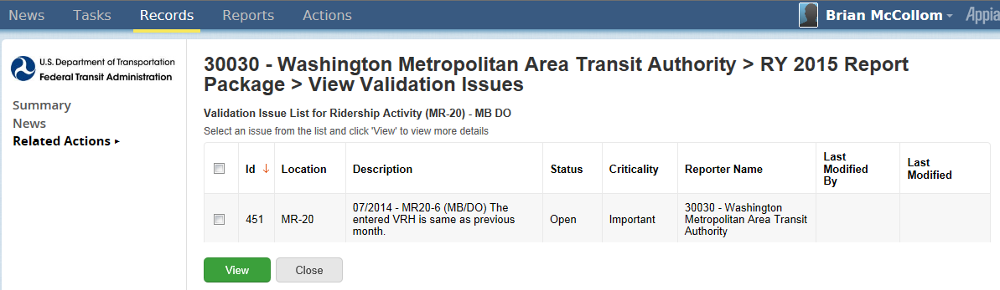 News Tasks Records Reports Actions Brian McCollom Appia
U.S. Department of Transportation
Federal Transit Administration
Summary
News
Related Actions
30030 - Washington Metropolitan Area Transit Authority > RY 2015 Report
Package > View Validation Issues
Validation Issue List for Ridership Activity (MR-20) - MB DO
Select an issue from the list and click 'View' to view more details
Id ↓ Location Description Status Criticality Reporter Name Last Modified By Last Modified
451 MR-20 07/2014 - MR20-6 (MB/DO) The entered VRH is same as previous month. Open Important 30030 - Washington Metropolitan Area Transit Authority
View Close